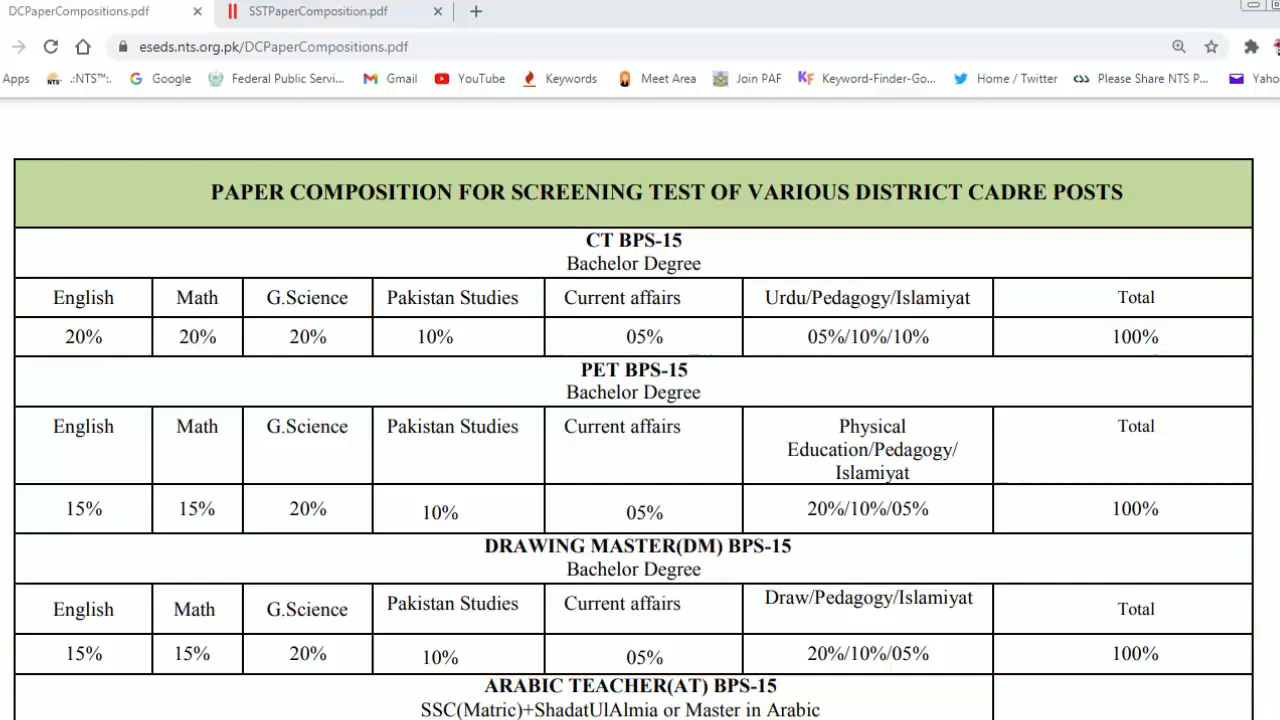 DCPaperCompositions.pdf
SSTPaperComposition.pdf
eseds.nts.org.pk/DCPaperCompositions.pdf
Apps .:NTS™:. Google Federal Public Servi... Gmail YouTube Keywords Meet Area Join PAF Keyword-Finder-Go... Home / Twitter Please Share NTS P... Yaho
PAPER COMPOSITION FOR SCREENING TEST OF VARIOUS DISTRICT CADRE POSTS
CT BPS-15
Bachelor Degree
English Math G.Science Pakistan Studies Current affairs Urdu/Pedagogy/Islamiyat Total
20% 20% 20% 10% 05% 05%/10%/10% 100%
PET BPS-15
Bachelor Degree
English Math G.Science Pakistan Studies Current affairs Physical Total
Education/Pedagogy/
Islamiyat
15% 15% 20% 10% 05% 20%/10%/05% 100%
DRAWING MASTER(DM) BPS-15
Bachelor Degree
English Math G.Science Pakistan Studies Current affairs Draw/Pedagogy/Islamiyat Total
15% 15% 20% 10% 05% 20%/10%/05% 100%
ARABIC TEACHER(AT) BPS-15
SSC(Matric)+ShadatUlAlmia or Master in Arabic